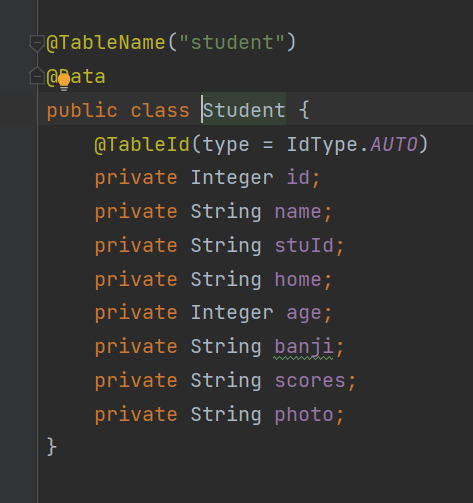 @TableName("student")
@Data
public class Student {
@TableId(type = IdType.AUTO)
private Integer id;
private String name;
private String stuId;
private String home;
private Integer age;
private String banji;
private String scores;
private String photo;
}